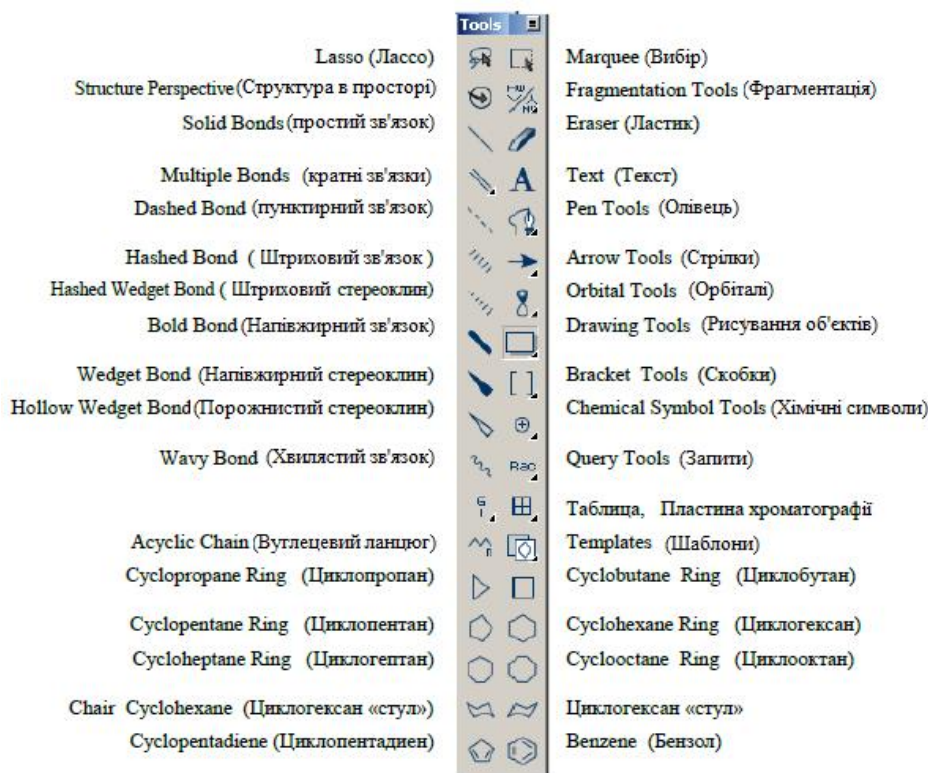 Tools
Lasso (Лассо) Marquee (Вибір)
Structure Perspective(Структура в просторі) HW NQ Fragmentation Tools (Фрагментація)
Solid Bonds(простий зв'язок) Eraser (Ластик)
Multiple Bonds (кратні зв'язки) A Text (Текст)
Dashed Bond (пунктирний зв'язок) Pen Tools (Олівець)
Hashed Bond ( Штриховий зв'язок ) Arrow Tools (Стрілки)
Hashed Wedget Bond ( Штриховий стереоклин) Orbital Tools (Орбіталі)
Bold Bond(Напівжирний зв'язок) Drawing Tools (Рисування об'єктів)
Wedget Bond (Напівжирний стереоклин) Bracket Tools (Скобки)
Hollow Wedget Bond(Порожнистий стереоклин) Chemical Symbol Tools (Хімічні символи)
Wavy Bond (Хвилястий зв'язок) Rac Query Tools (Запити)
G I Таблица, Пластина хроматографії
Acyclic Chain(Вуглецевий ланцюг) n Templates (Шаблони)
Cyclopropane Ring (Циклопропан) Cyclobutane Ring (Циклобутан)
Cyclopentane Ring (Циклопентан) Cyclohexane Ring (Циклогексан)
Cycloheptane Ring (Циклогептан) Cyclooctane Ring (Циклооктан)
Chair Cyclohexane (Циклогексан «стул») Циклогексан «стул»
Cyclopentadiene (Циклопентадиен) Benzene (Бензол)